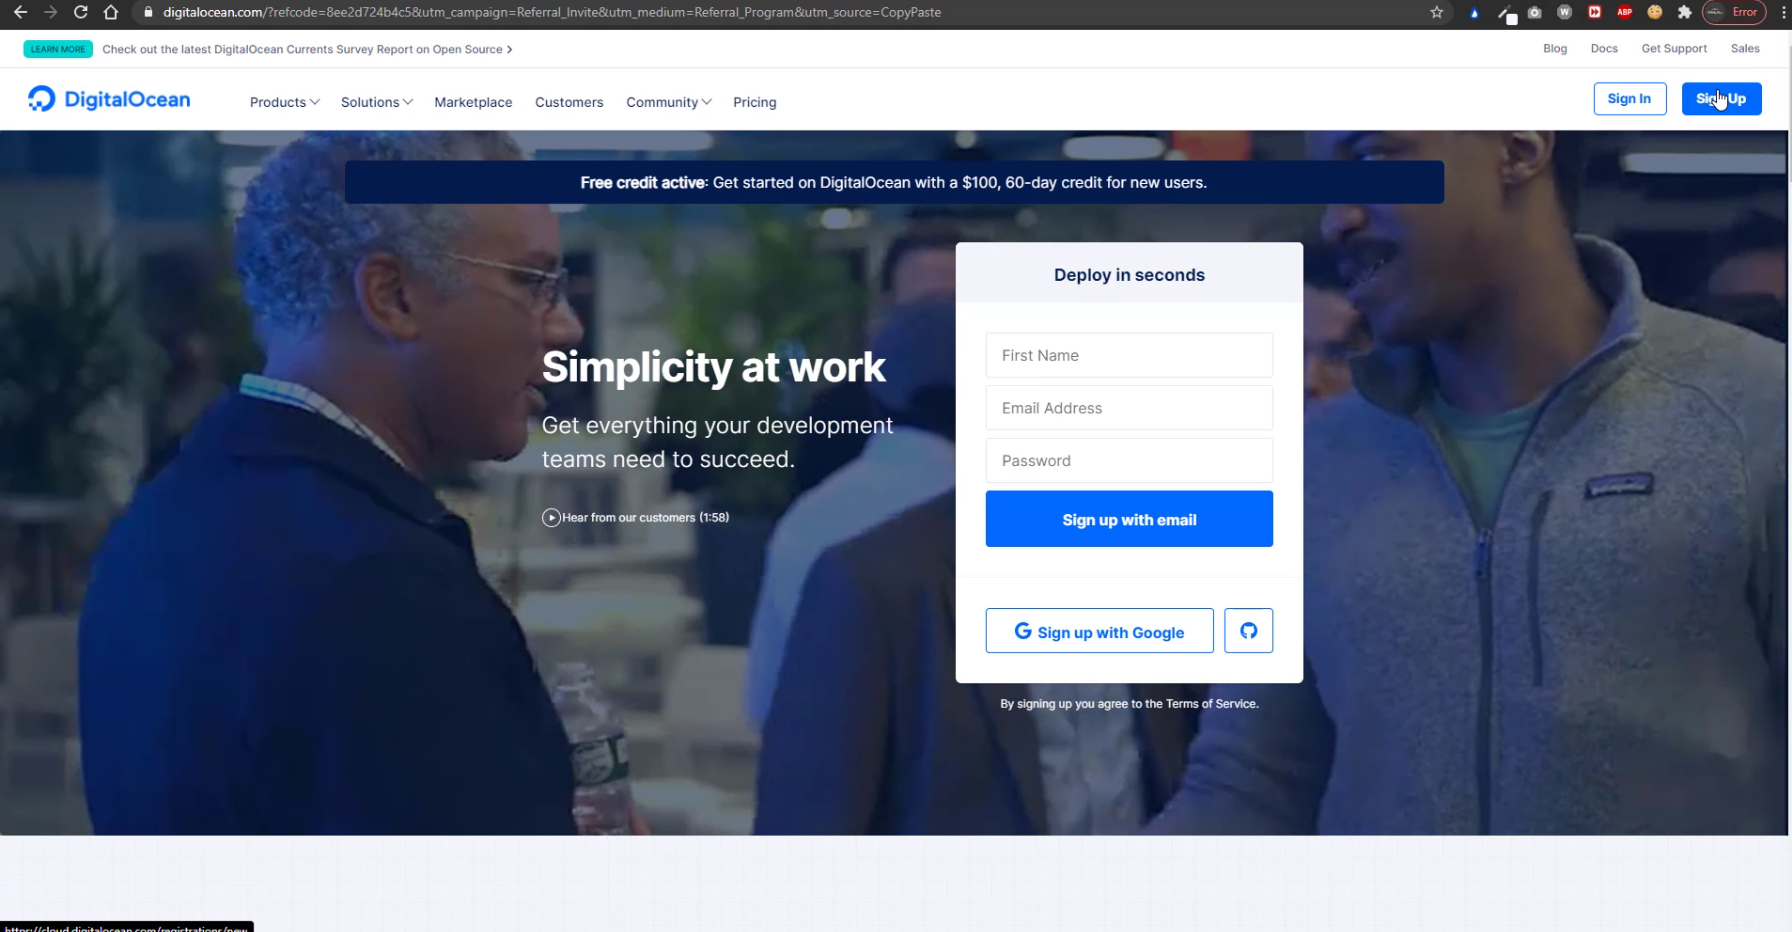 digitalocean.com/?refcode=8ee2d724b4c5&utm_campaign=Referral_Invite&utm_medium=Referral_Program&utm_source=CopyPaste
W
ABP
Error
LEARN MORE Check out the latest DigitalOcean Currents Survey Report on Open Source
Blog Docs Get Support Sales
DigitalOcean Products Solutions Marketplace Customers Community Pricing
Sign In Sign Up
Free credit active: Get started on DigitalOcean with a $100, 60-day credit for new users.
Simplicity at work
Get everything your development
teams need to succeed.
Hear from our customers (1:58)
Deploy in seconds
First Name
Email Address
Password
Sign up with email
G Sign up with Google
By signing up you agree to the Terms of Service.
patagonia
https://cloud.digitalocean.com/registrations/new